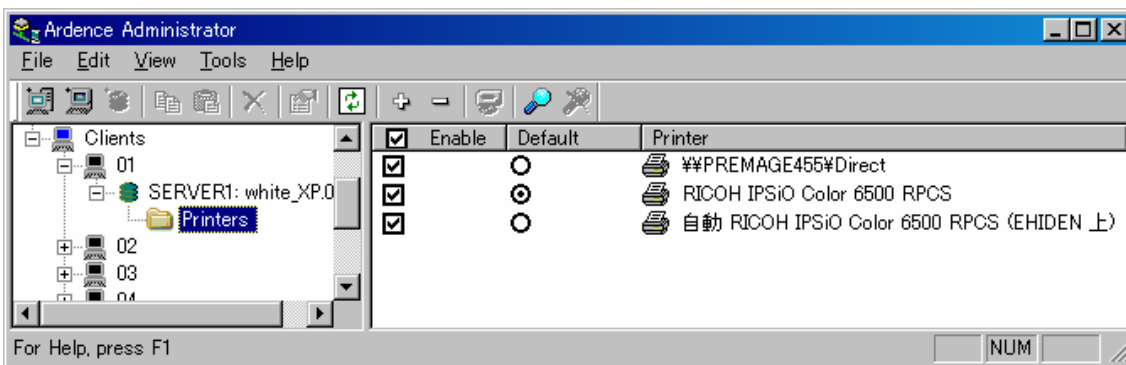 Ardence Administrator
File Edit View Tools Help
Clients
01
SERVER1: white_XP.0
Printers
02
03
04
Enable Default Printer
¥¥PREMAGE455¥Direct
RICOH IPSiO Color 6500 RPCS
自動 RICOH IPSiO Color 6500 RPCS (EHIDEN 上)
For Help, press F1
NUM